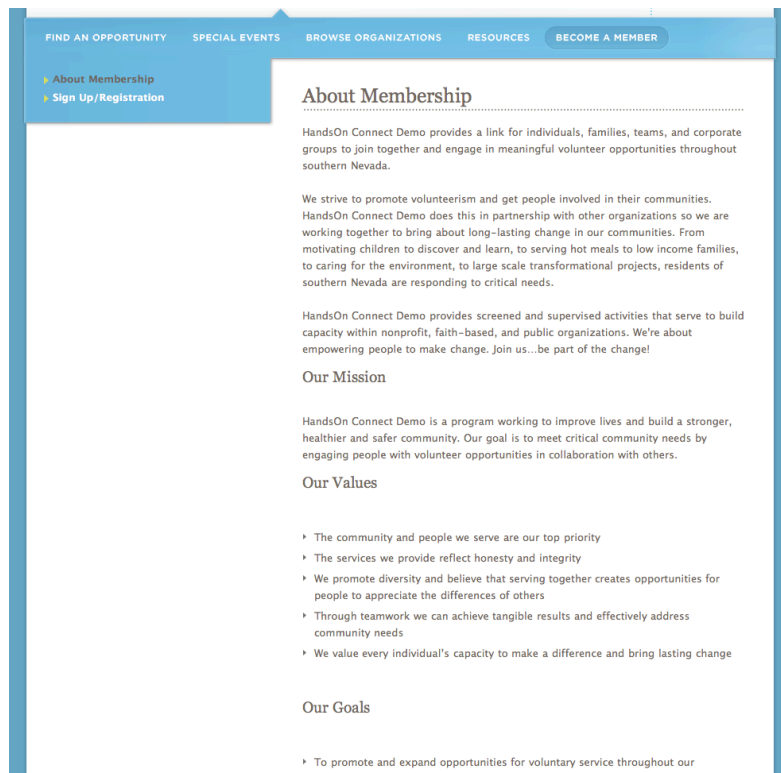 FIND AN OPPORTUNITY SPECIAL EVENTS BROWSE ORGANIZATIONS RESOURCES BECOME A MEMBER
About Membership
Sign Up/Registration
About Membership
HandsOn Connect Demo provides a link for individuals, families, teams, and corporate
groups to join together and engage in meaningful volunteer opportunities throughout
southern Nevada.
We strive to promote volunteerism and get people involved in their communities.
HandsOn Connect Demo does this in partnership with other organizations so we are
working together to bring about long-lasting change in our communities. From
motivating children to discover and learn, to serving hot meals to low income families,
to caring for the environment, to large scale transformational projects, residents of
southern Nevada are responding to critical needs.
HandsOn Connect Demo provides screened and supervised activities that serve to build
capacity within nonprofit, faith-based, and public organizations. We're about
empowering people to make change. Join us...be part of the change!
Our Mission
HandsOn Connect Demo is a program working to improve lives and build a stronger,
healthier and safer community. Our goal is to meet critical community needs by
engaging people with volunteer opportunities in collaboration with others.
Our Values
The community and people we serve are our top priority
The services we provide reflect honesty and integrity
We promote diversity and believe that serving together creates opportunities for
people to appreciate the differences of others
Through teamwork we can achieve tangible results and effectively address
community needs
We value every individual's capacity to make a difference and bring lasting change
Our Goals
To promote and expand opportunities for voluntary service throughout our